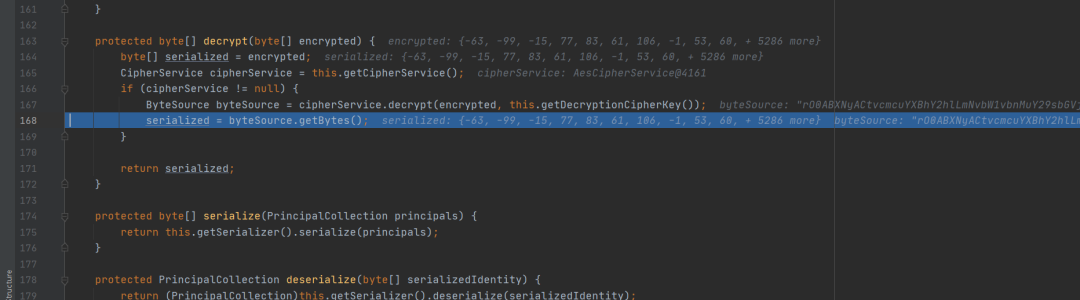 161 }
162
163 protected byte[] decrypt(byte[] encrypted) { encrypted: {-63, -99, -15, 77, 83, 61, 106, -1, 53, 60, + 5286 more}
164 byte[] serialized = encrypted; serialized: {-63, -99, -15, 77, 83, 61, 106, -1, 53, 60, + 5286 more}
165 CipherService cipherService = this.getCipherService(); cipherService: AesCipherService@4161
166 if (cipherService != null) {
167 ByteSource byteSource = cipherService.decrypt(encrypted, this.getDecryptionCipherKey()); byteSource: "rO0ABXNyACtvcmcuYXBhY2hlLmNvbW1vbnMuY29sbGVj
168 serialized = byteSource.getBytes(); serialized: {-63, -99, -15, 77, 83, 61, 106, -1, 53, 60, + 5286 more} byteSource: "rO0ABXNyACtvcmcuYXBhY2hlLm
169 }
170
171 return serialized;
172 }
173
174 protected byte[] serialize(PrincipalCollection principals) {
175 return this.getSerializer().serialize(principals);
176 }
177
178 protected PrincipalCollection deserialize(byte[] serializedIdentity) {
179 return (PrincipalCollection)this.getSerializer().deserialize(serializedIdentity);